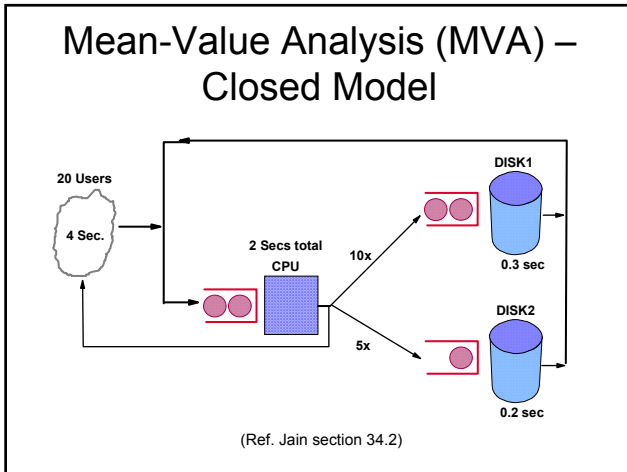 Mean-Value Analysis (MVA) –
Closed Model
20 Users
4 Sec.
2 Secs total
CPU
10x
5x
DISK1
0.3 sec
DISK2
0.2 sec
(Ref. Jain section 34.2)